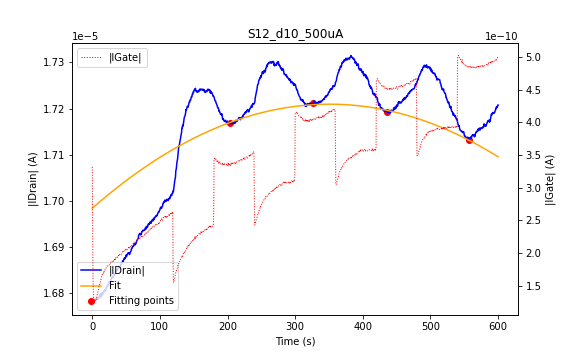 S12_d10_500uA
1e−5
1e−10
|IGate|
1.73
1.72
1.71
1.70
1.69
1.68
|IDrain| (A)
5.0
4.5
4.0
3.5
3.0
2.5
2.0
1.5
|IGate| (A)
|IDrain|
Fit
Fitting points
0 100 200 300 400 500 600
Time (s)